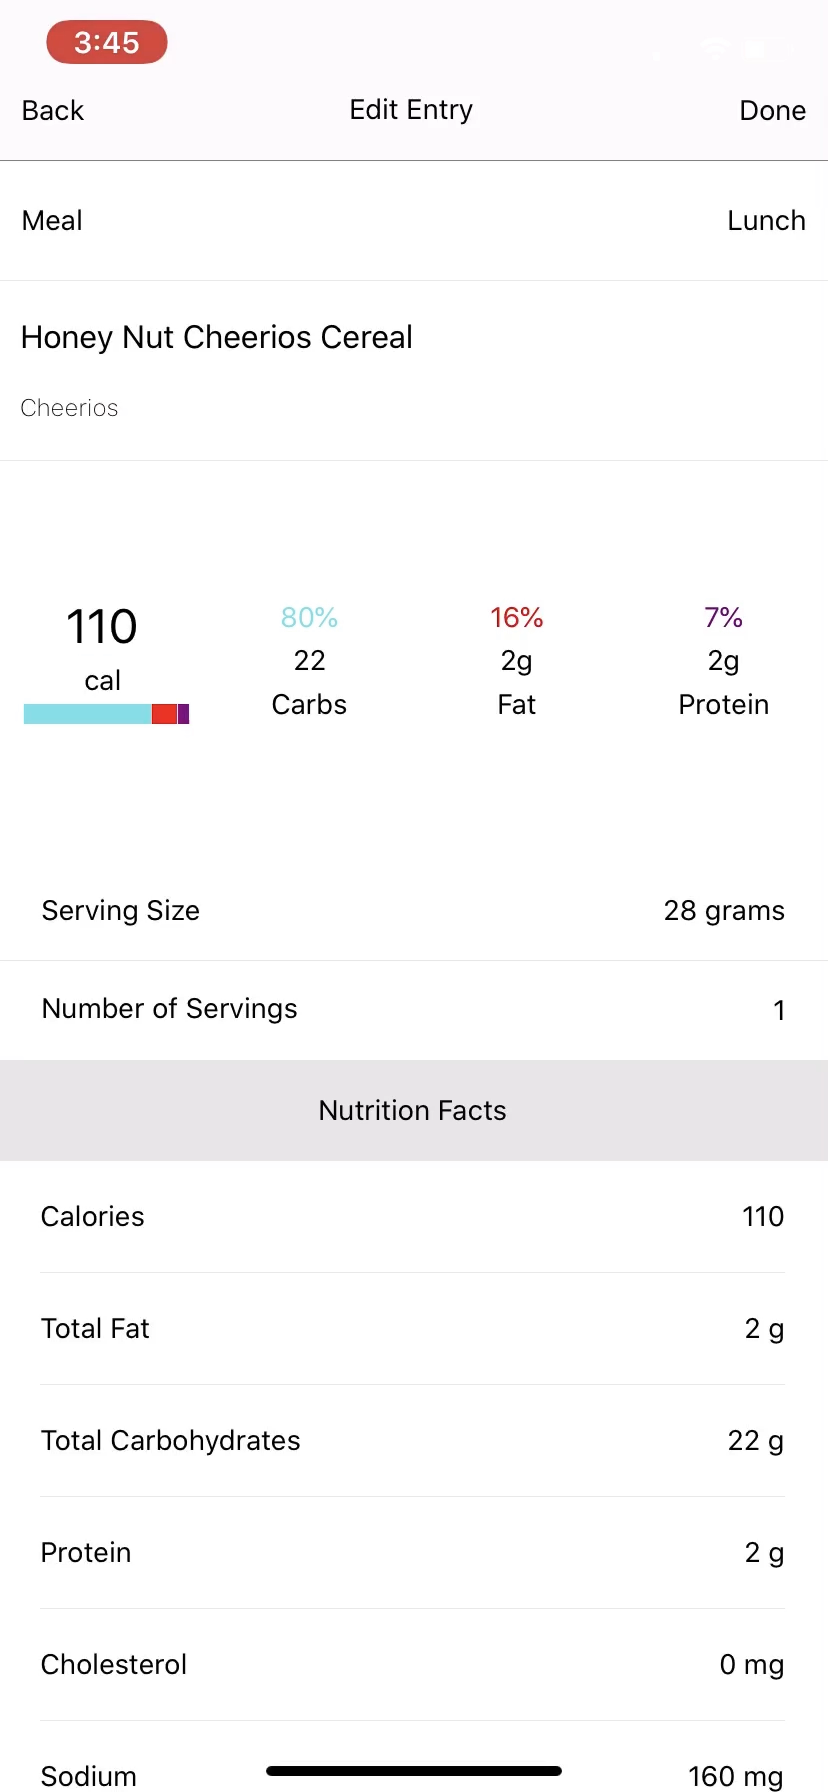 3:45
Back Edit Entry Done
Meal Lunch
Honey Nut Cheerios Cereal
Cheerios
110 cal
80% 22 Carbs
16% 2g Fat
7% 2g Protein
Serving Size 28 grams
Number of Servings 1
Nutrition Facts
Calories 110
Total Fat 2 g
Total Carbohydrates 22 g
Protein 2 g
Cholesterol 0 mg
Sodium 160 mg